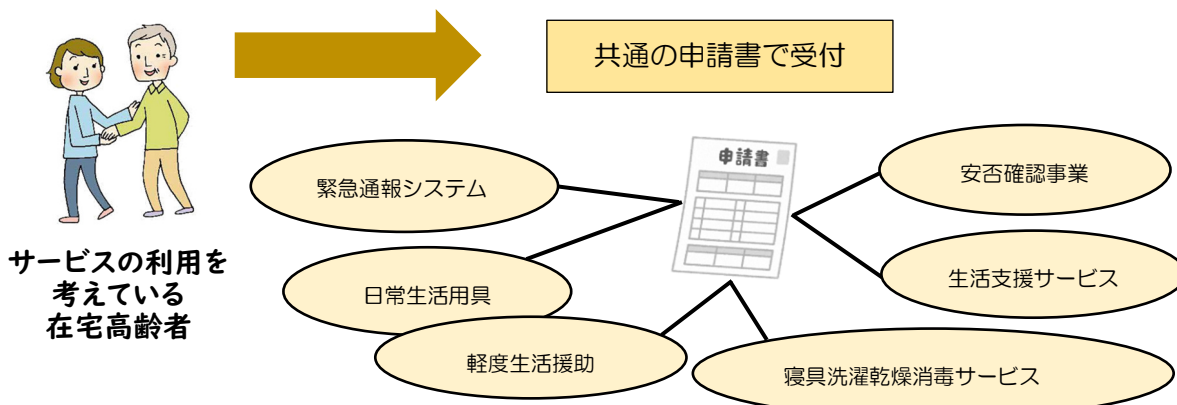 共通の申請書で受付
申請書
緊急通報システム
安否確認事業
サービスの利用を
考えている
在宅高齢者
日常生活用具
生活支援サービス
軽度生活援助
寝具洗濯乾燥消毒サービス